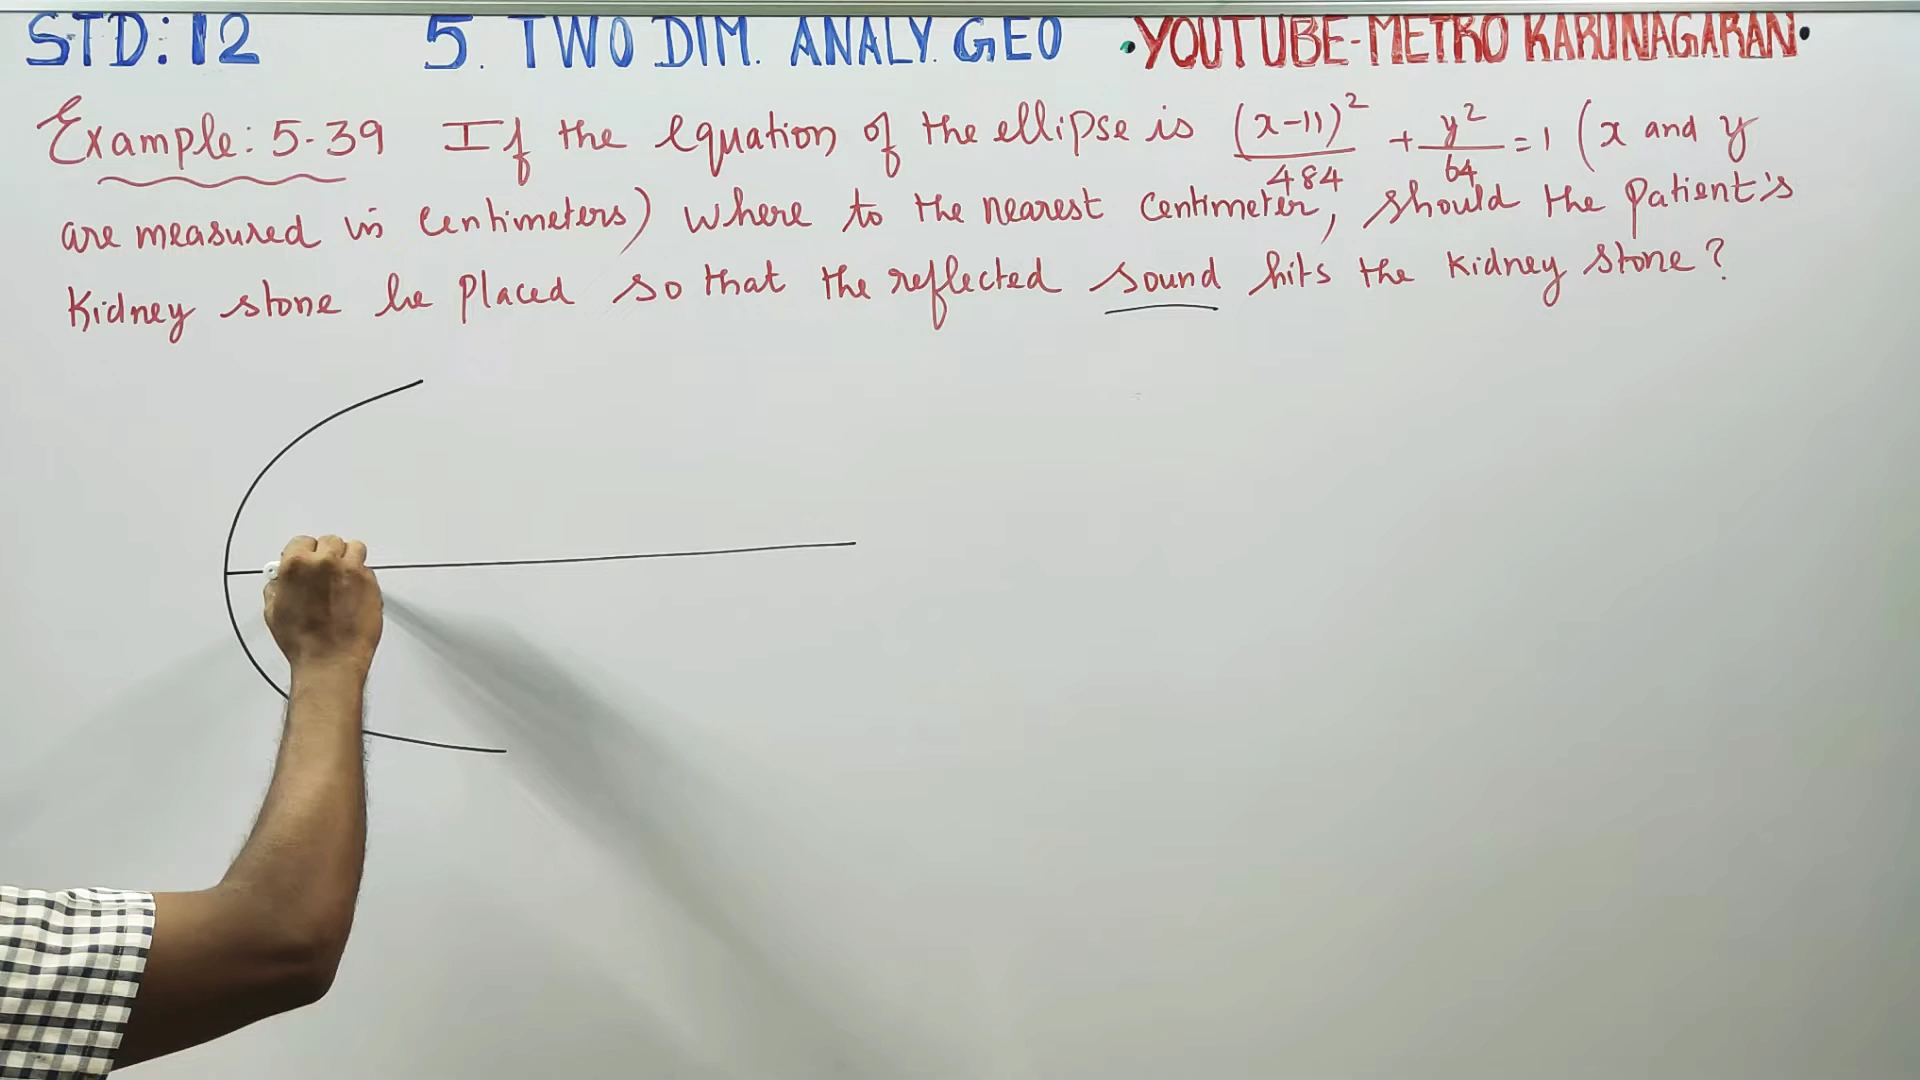 STD: 12 5. TWO DIM. ANALY. GEO •YOUTUBE-METRO KARUNAGARAN•
Example: 5.39 If the equation of the ellipse is (x-11)²/484 + y²/64 = 1 (x and y
are measured in Centimeters) where to the nearest Centimeter, should the patient's
Kidney stone be placed so that the reflected sound hits the kidney stone?